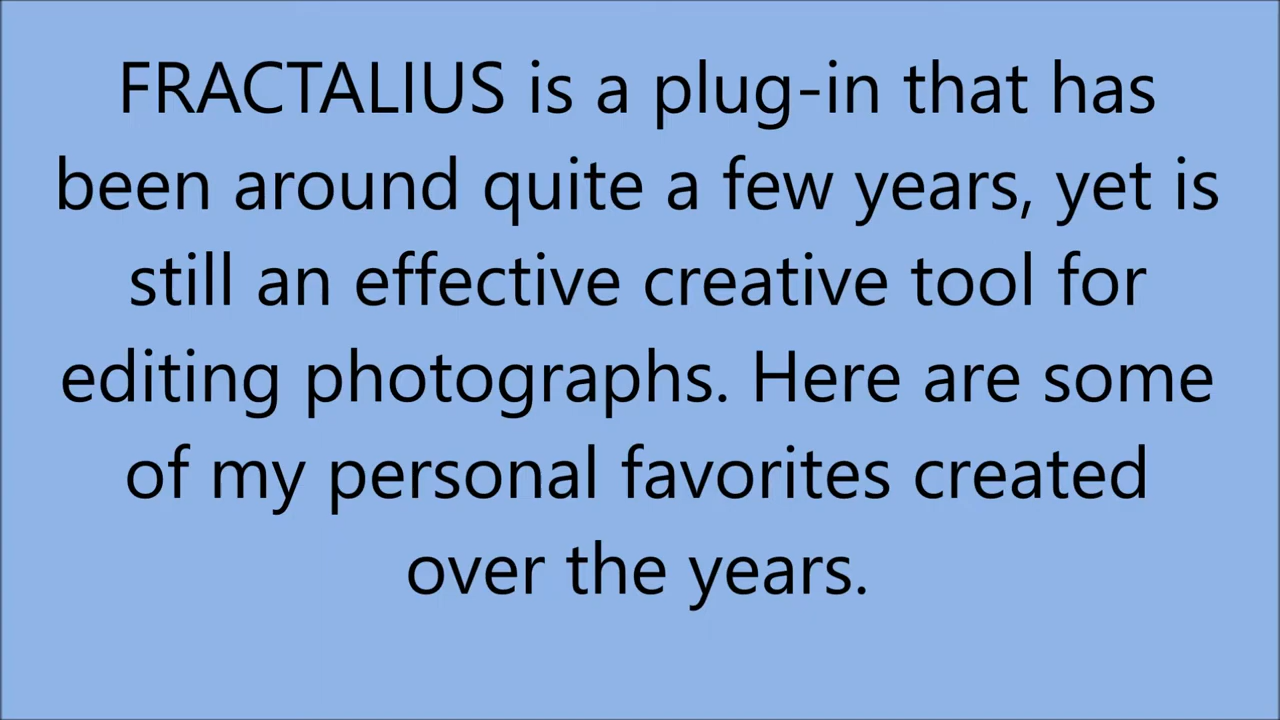 FRACTALIUS is a plug-in that has
been around quite a few years, yet is
still an effective creative tool for
editing photographs. Here are some
of my personal favorites created
over the years.